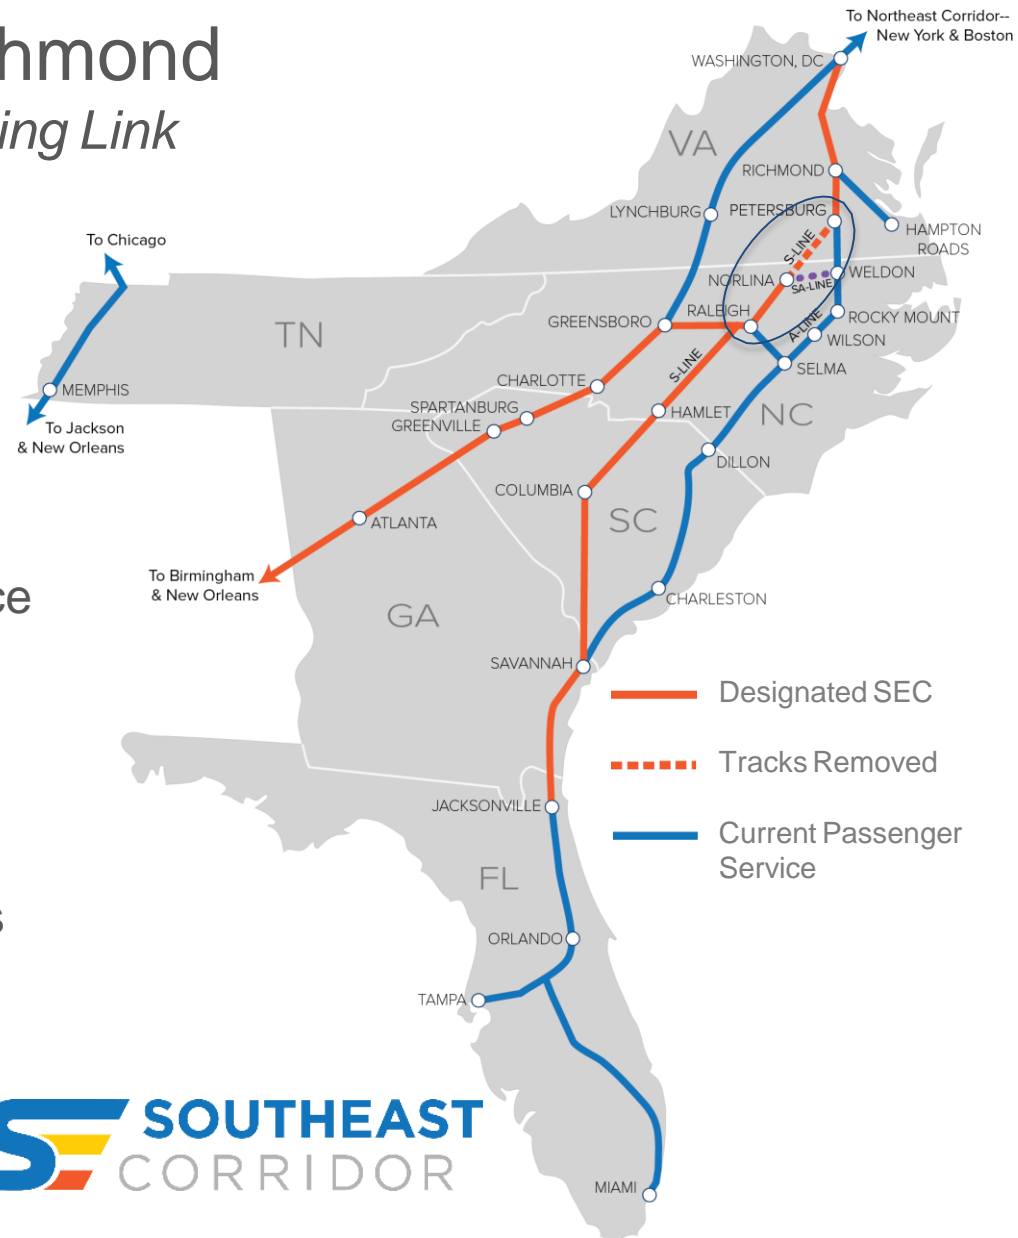 hmond
ing Link
To Northeast Corridor--
New York & Boston
WASHINGTON, DC
VA
RICHMOND
LYNCHBURG
PETERSBURG
HAMPTON
ROADS
To Chicago
S-LINE
NORLINA
SA-LINE
WELDON
TN
GREENSBORO
RALEIGH
A-LINE
ROCKY MOUNT
WILSON
S-LINE
SELMA
MEMPHIS
CHARLOTTE
SPARTANBURG
GREENVILLE
HAMLET
NC
To Jackson
& New Orleans
DILLON
COLUMBIA
SC
ATLANTA
To Birmingham
& New Orleans
ce
GA
CHARLESTON
SAVANNAH
Designated SEC
Tracks Removed
JACKSONVILLE
Current Passenger
Service
FL
s
ORLANDO
TAMPA
SE
SOUTHEAST
CORRIDOR
MIAMI